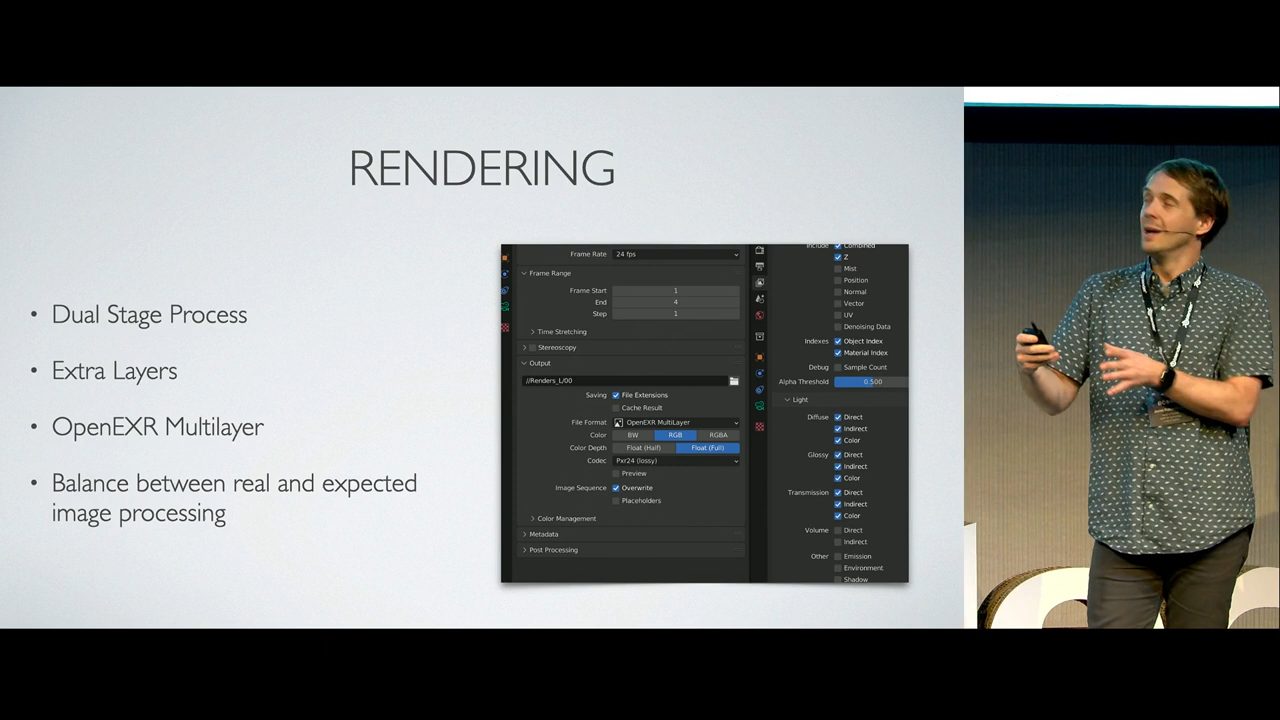 RENDERING
• Dual Stage Process
• Extra Layers
• OpenEXR Multilayer
• Balance between real and expected
image processing
Frame Rate 24 fps
Frame Range
Frame Start 1
End 4
Step 1
Time Stretching
Stereoscopy
Output
//Renders_L/00
Saving File Extensions
Cache Result
File Format OpenEXR MultiLayer
Color BW RGB RGBA
Color Depth Float (Half) Float (Full)
Codec Pxr24 (lossy)
Preview
Image Sequence Overwrite
Placeholders
Color Management
Metadata
Post Processing
Include Combined
Z
Mist
Position
Normal
Vector
UV
Denoising Data
Indexes Object Index
Material Index
Debug Sample Count
Alpha Threshold 0.500
Light
Diffuse Direct
Indirect
Color
Glossy Direct
Indirect
Color
Transmission Direct
Indirect
Color
Volume Direct
Indirect
Other Emission
Environment
Shadow